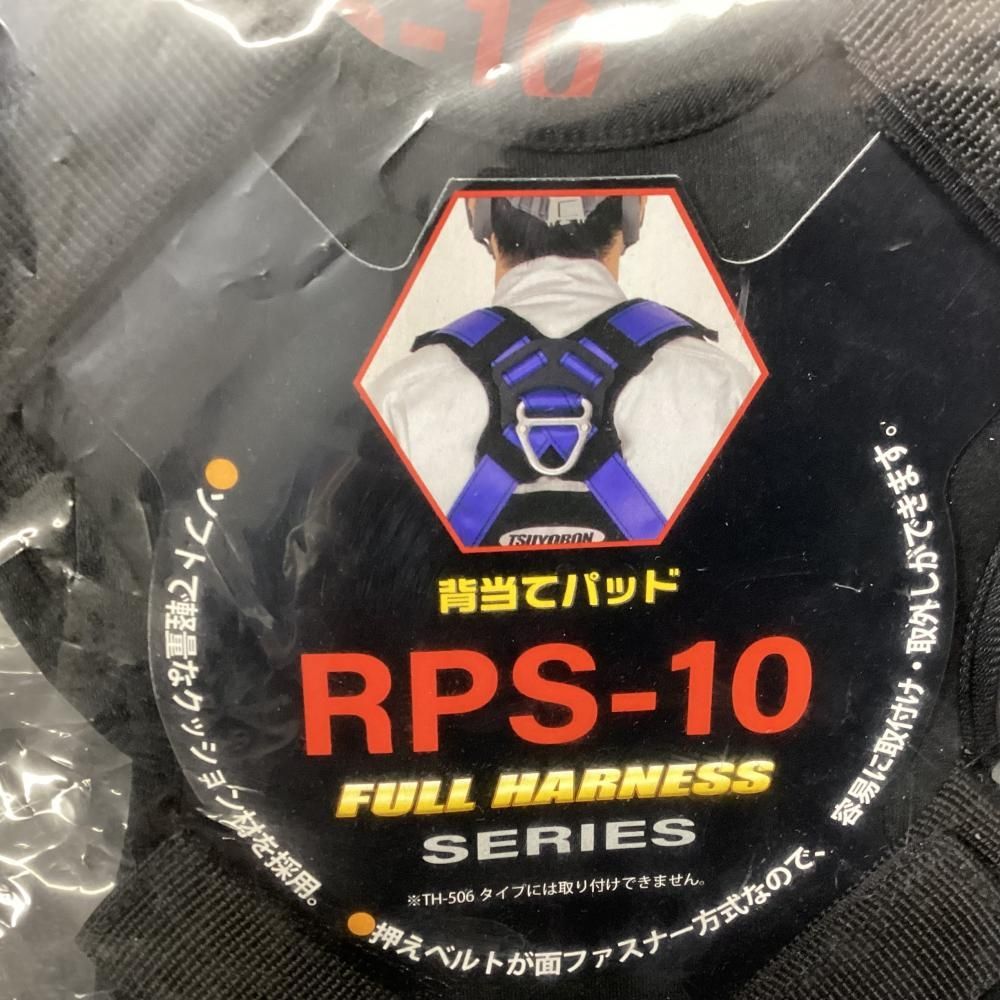 -10
TSUYORON
背当てパッド
RPS-10
FULL HARNESS
SERIES
※TH-506 タイプには取り付けできません。
●ソフトで軽量なクッション材を採用。
●押えベルトが面ファスナー方式なので、容易に取付け・取外しができます。